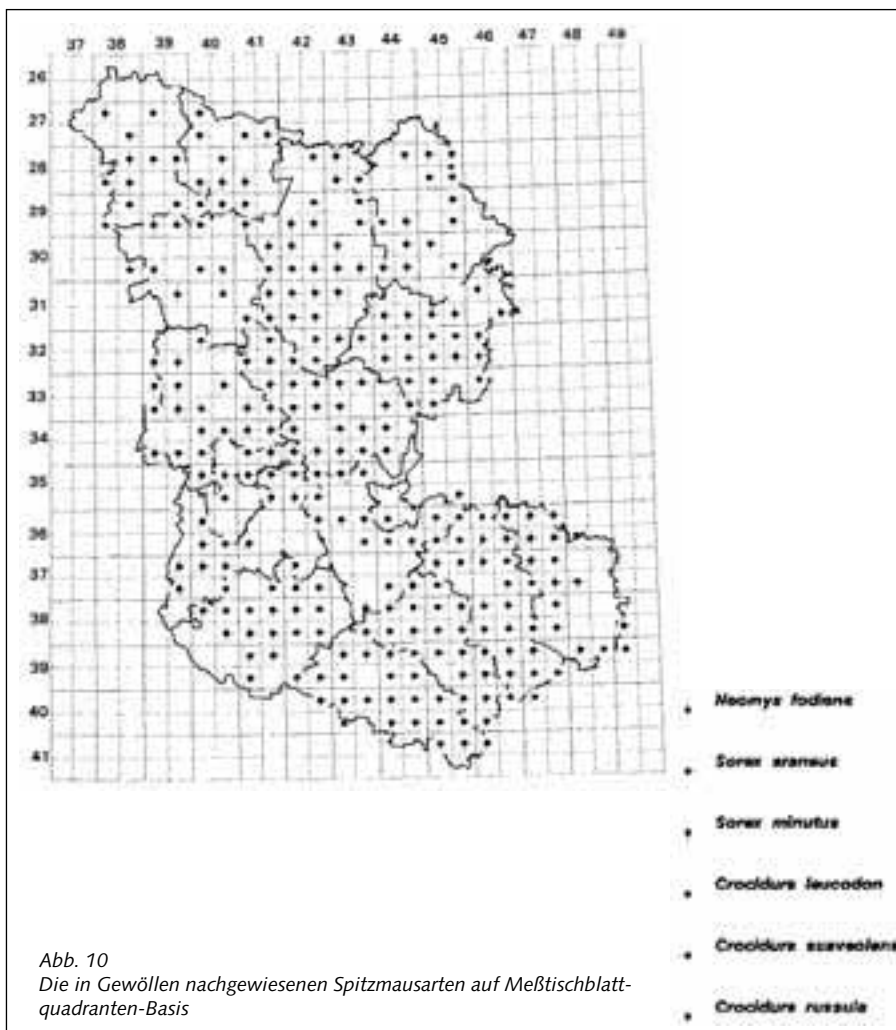 37 38 39 40 41 42 43 44 45 46 47 48 49
26
27
28
29
30
31
32
33
34
35
36
37
38
39
40
41
Neomys fodiens
Sorex araneus
Sorex minutus
Crocidura leucodon
Crocidura suaveolens
Crocidura russula
Abb. 10
Die in Gewöllen nachgewiesenen Spitzmausarten auf Meßtischblatt-
quadranten-Basis